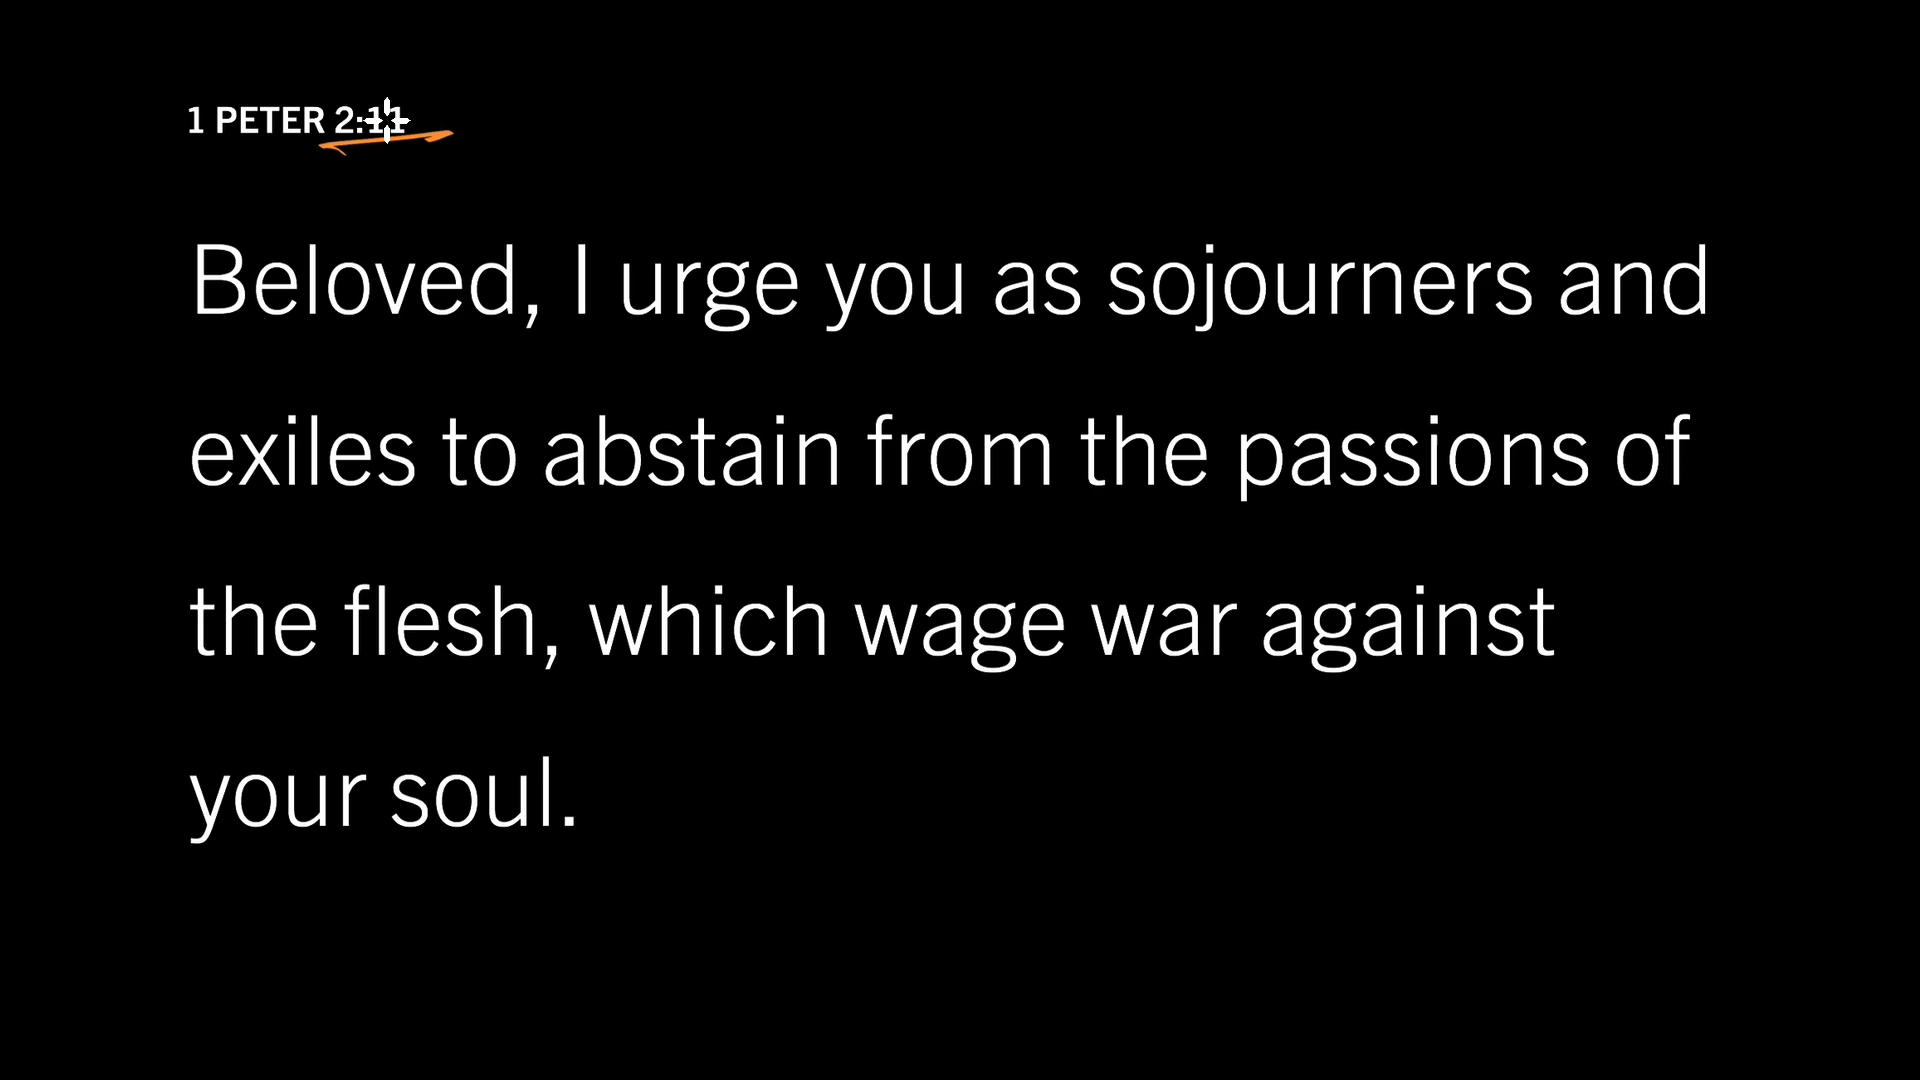 1 PETER 2:11
Beloved, I urge you as sojourners and
exiles to abstain from the passions of
the flesh, which wage war against
your soul.